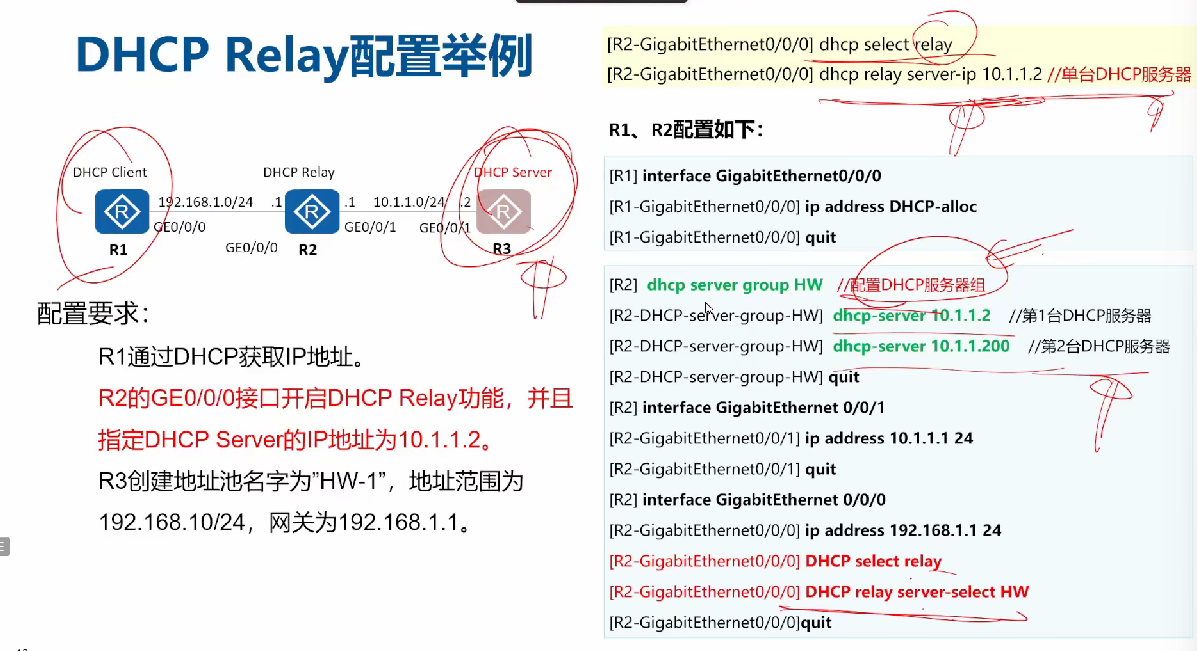 DHCP Relay配置举例
DHCP Client
DHCP Relay
DHCP Server
192.168.1.0/24
.1
.1
10.1.1.0/24
.2
GE0/0/0
GE0/0/1
GE0/0/1
GE0/0/0
R1
R2
R3
配置要求：
R1通过DHCP获取IP地址。
R2的GE0/0/0接口开启DHCP Relay功能，并且
指定DHCP Server的IP地址为10.1.1.2。
R3创建地址池名字为”HW-1”，地址范围为
192.168.10/24，网关为192.168.1.1。
[R2-GigabitEthernet0/0/0] dhcp select relay
[R2-GigabitEthernet0/0/0] dhcp relay server-ip 10.1.1.2 //单台DHCP服务器
R1、R2配置如下：
[R1] interface GigabitEthernet0/0/0
[R1-GigabitEthernet0/0/0] ip address DHCP-alloc
[R1-GigabitEthernet0/0/0] quit
[R2] dhcp server group HW //配置DHCP服务器组
[R2-DHCP-server-group-HW] dhcp-server 10.1.1.2 //第1台DHCP服务器
[R2-DHCP-server-group-HW] dhcp-server 10.1.1.200 //第2台DHCP服务器
[R2-DHCP-server-group-HW] quit
[R2] interface GigabitEthernet 0/0/1
[R2-GigabitEthernet0/0/1] ip address 10.1.1.1 24
[R2-GigabitEthernet0/0/1] quit
[R2] interface GigabitEthernet 0/0/0
[R2-GigabitEthernet0/0/0] ip address 192.168.1.1 24
[R2-GigabitEthernet0/0/0] DHCP select relay
[R2-GigabitEthernet0/0/0] DHCP relay server-select HW
[R2-GigabitEthernet0/0/0]quit